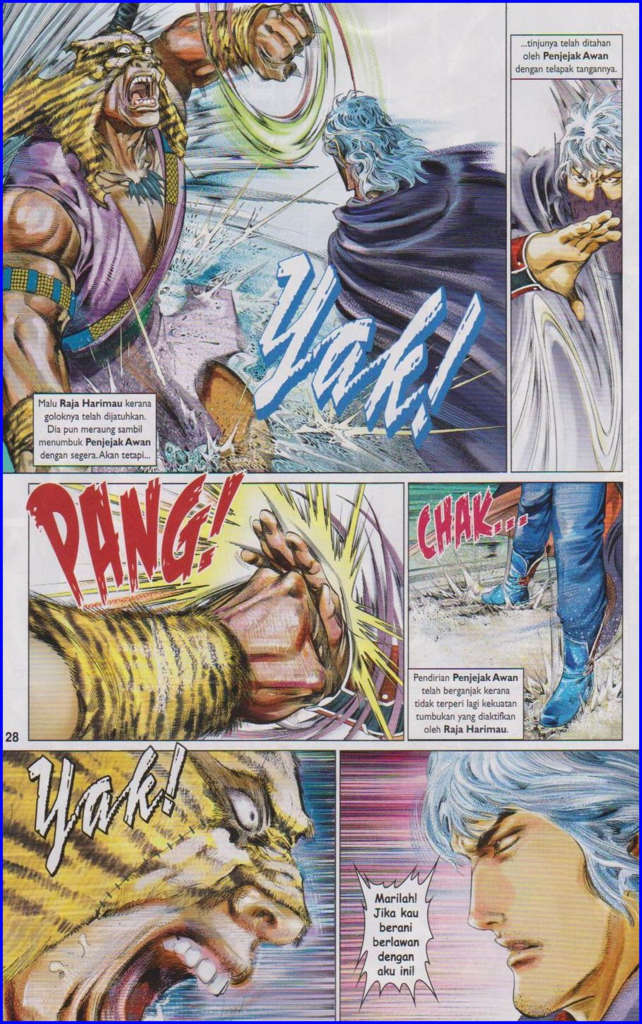 Yak!
Malu Raja Harimau kerana
goloknya telah dijatuhkan.
Dia pun meraung sambil
menumbuk Penjejak Awan
dengan segera. Akan tetapi...
...tinjunya telah ditahan
oleh Penjejak Awan
dengan telapak tangannya.
PANG!
CHAK...
Pendirian Penjejak Awan
telah berganjak kerana
tidak terperi lagi kekuatan
tumbukan yang diaktifkan
oleh Raja Harimau.
28
Yak!
Marilah!
Jika kau
berani
berlawan
dengan
aku ini!